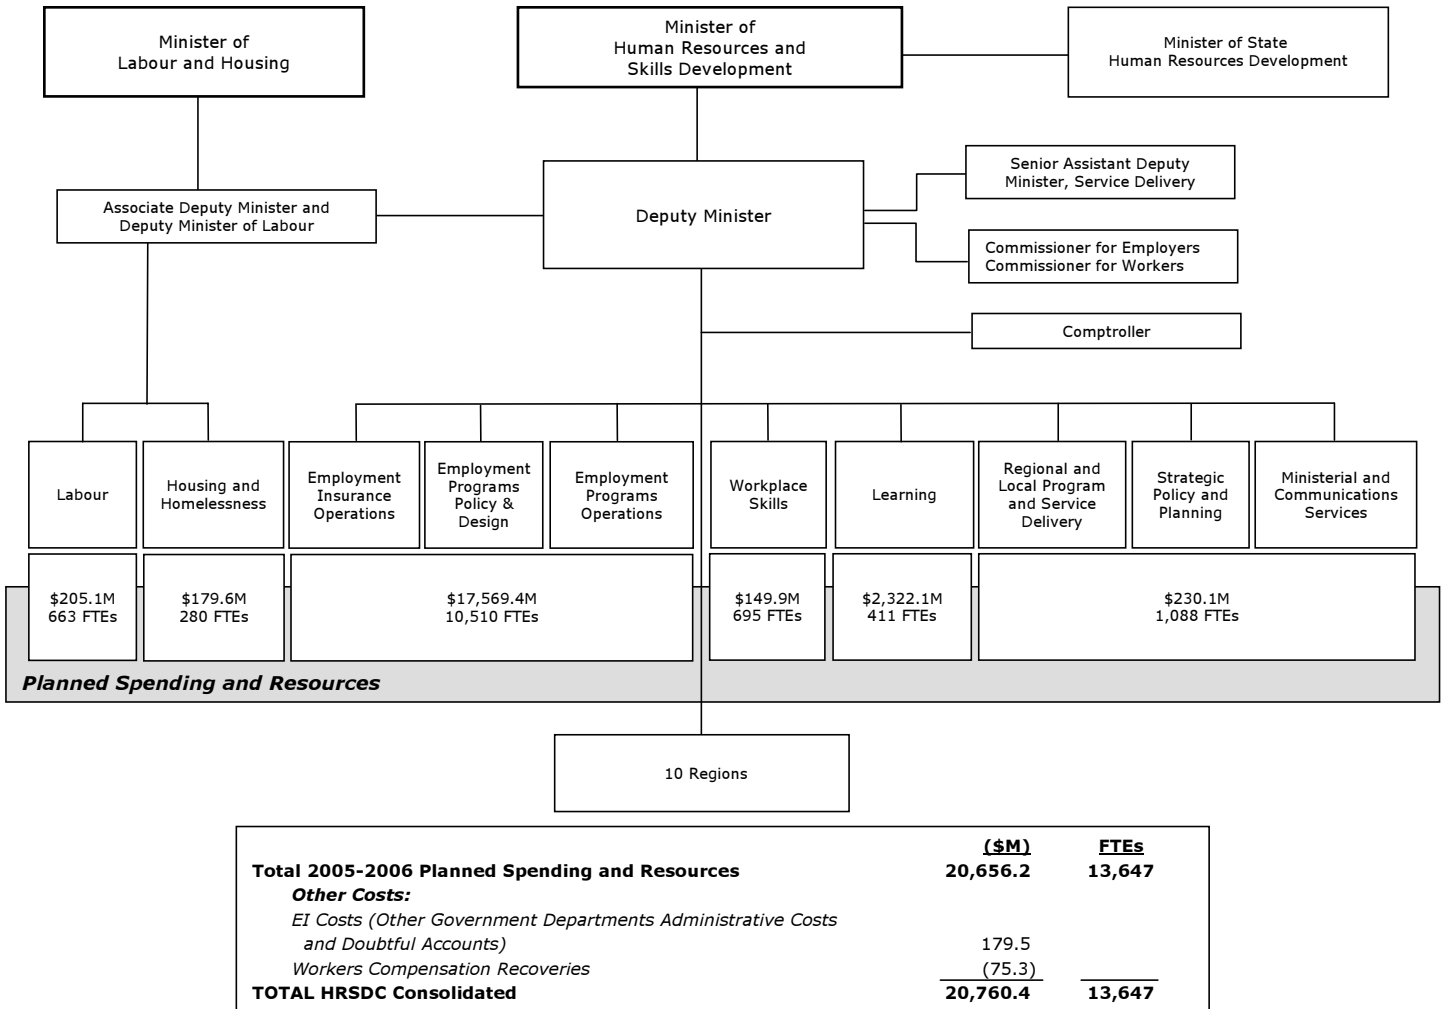 Minister of
Labour and Housing
Minister of
Human Resources and
Skills Development
Minister of State
Human Resources Development
Senior Assistant Deputy
Minister, Service Delivery
Associate Deputy Minister and
Deputy Minister of Labour
Deputy Minister
Commissioner for Employers
Commissioner for Workers
Comptroller
Labour
Housing and
Homelessness
Employment
Insurance
Operations
Employment
Programs
Policy &
Design
Employment
Programs
Operations
Workplace
Skills
Learning
Regional and
Local Program
and Service
Delivery
Strategic
Policy and
Planning
Ministerial and
Communications
Services
$205.1M
663 FTEs
$179.6M
280 FTEs
$17,569.4M
10,510 FTEs
$149.9M
695 FTEs
$2,322.1M
411 FTEs
$230.1M
1,088 FTEs
Planned Spending and Resources
10 Regions
($M) FTEs
Total 2005-2006 Planned Spending and Resources 20,656.2 13,647
Other Costs:
EI Costs (Other Government Departments Administrative Costs
and Doubtful Accounts) 179.5
Workers Compensation Recoveries (75.3)
TOTAL HRSDC Consolidated 20,760.4 13,647